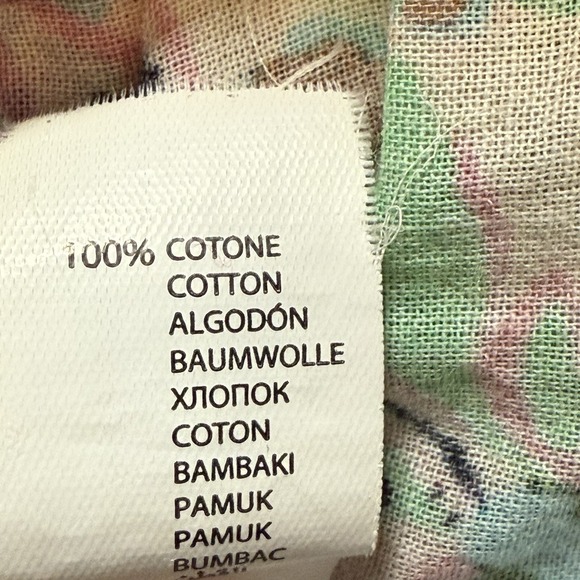 100% COTONE
COTTON
ALGODÓN
BAUMWOLLE
ХЛОПОК
COTON
BAMBAKI
PAMUK
PAMUK
BUMBAC